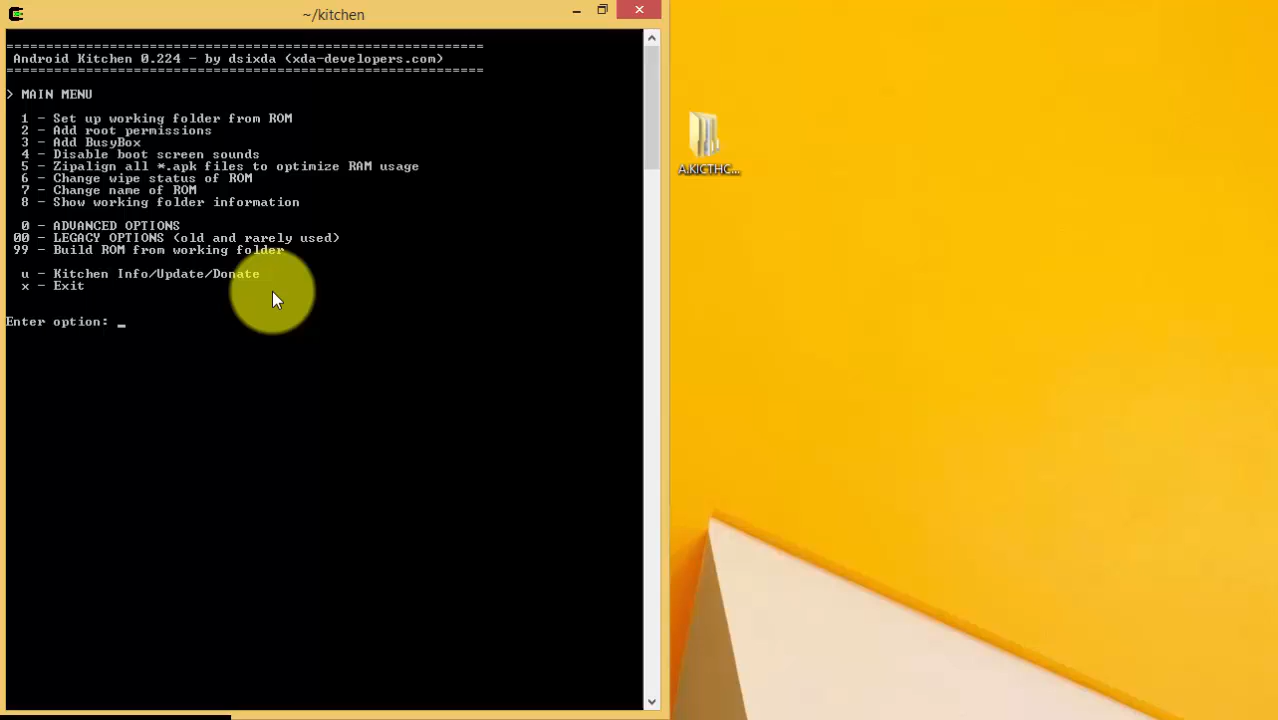 ~/kitchen
============================================================
Android Kitchen 0.224 - by dsixda (xda-developers.com)
============================================================
> MAIN MENU
1 - Set up working folder from ROM
2 - Add root permissions
3 - Add BusyBox
4 - Disable boot screen sounds
5 - Zipalign all *.apk files to optimize RAM usage
6 - Change wipe status of ROM
7 - Change name of ROM
8 - Show working folder information
0 - ADVANCED OPTIONS
00 - LEGACY OPTIONS (old and rarely used)
99 - Build ROM from working folder
u - Kitchen Info/Update/Donate
x - Exit
Enter option: _
A.KICTHC...